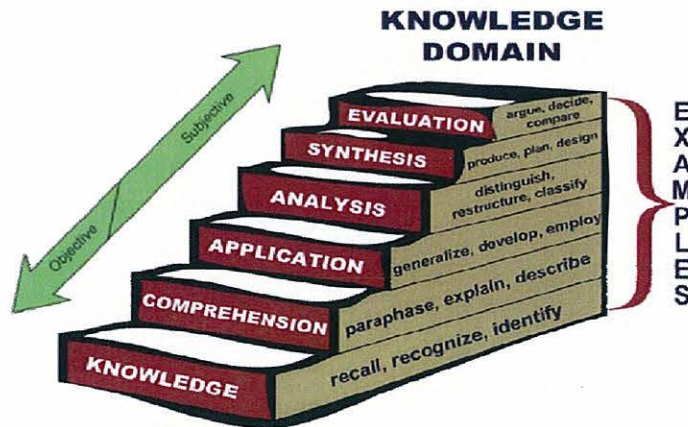 KNOWLEDGE
DOMAIN
Subjective
Objective
EVALUATION
argue, decide,
compare
SYNTHESIS
produce, plan, design
ANALYSIS
distinguish,
restructure, classify
APPLICATION
generalize, develop, employ
COMPREHENSION
paraphase, explain, describe
KNOWLEDGE
recall, recognize, identify
EXAMPLES